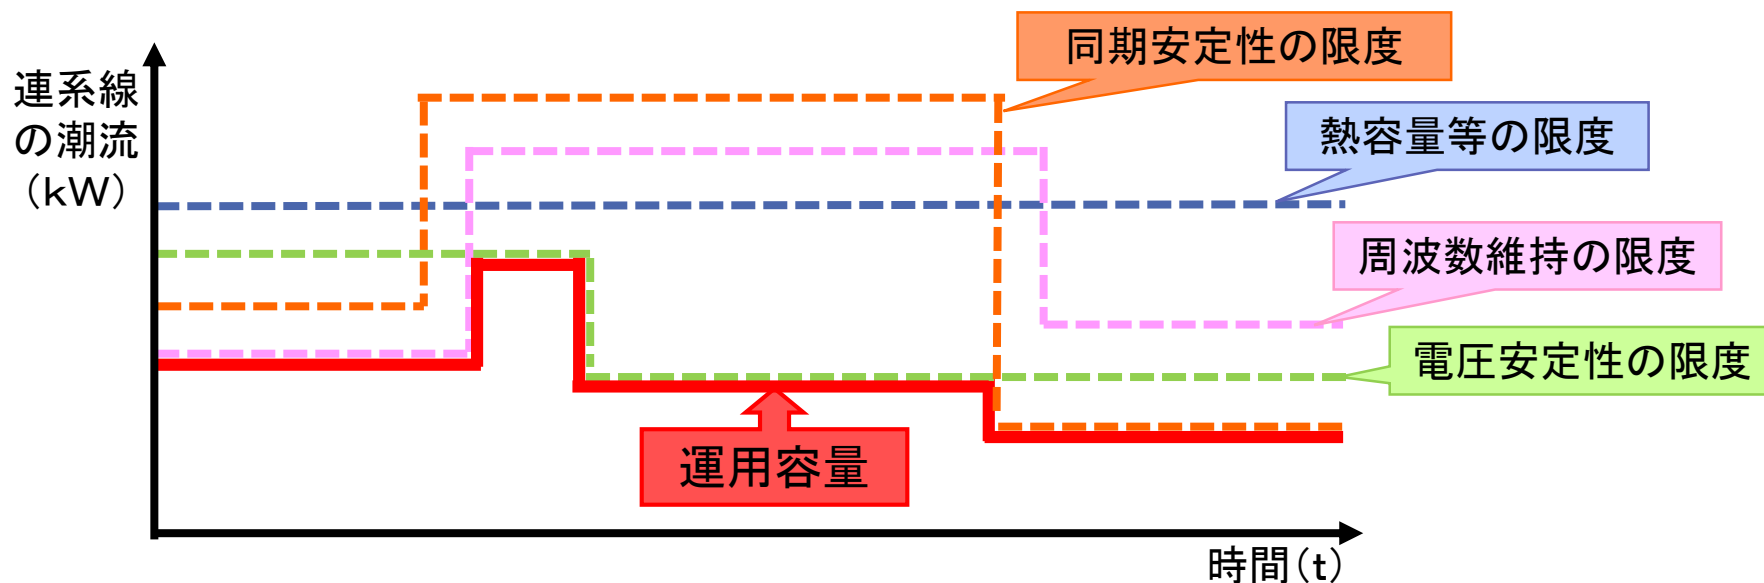 連系線
の潮流
（kW）
同期安定性の限度
熱容量等の限度
周波数維持の限度
電圧安定性の限度
運用容量
時間（t）